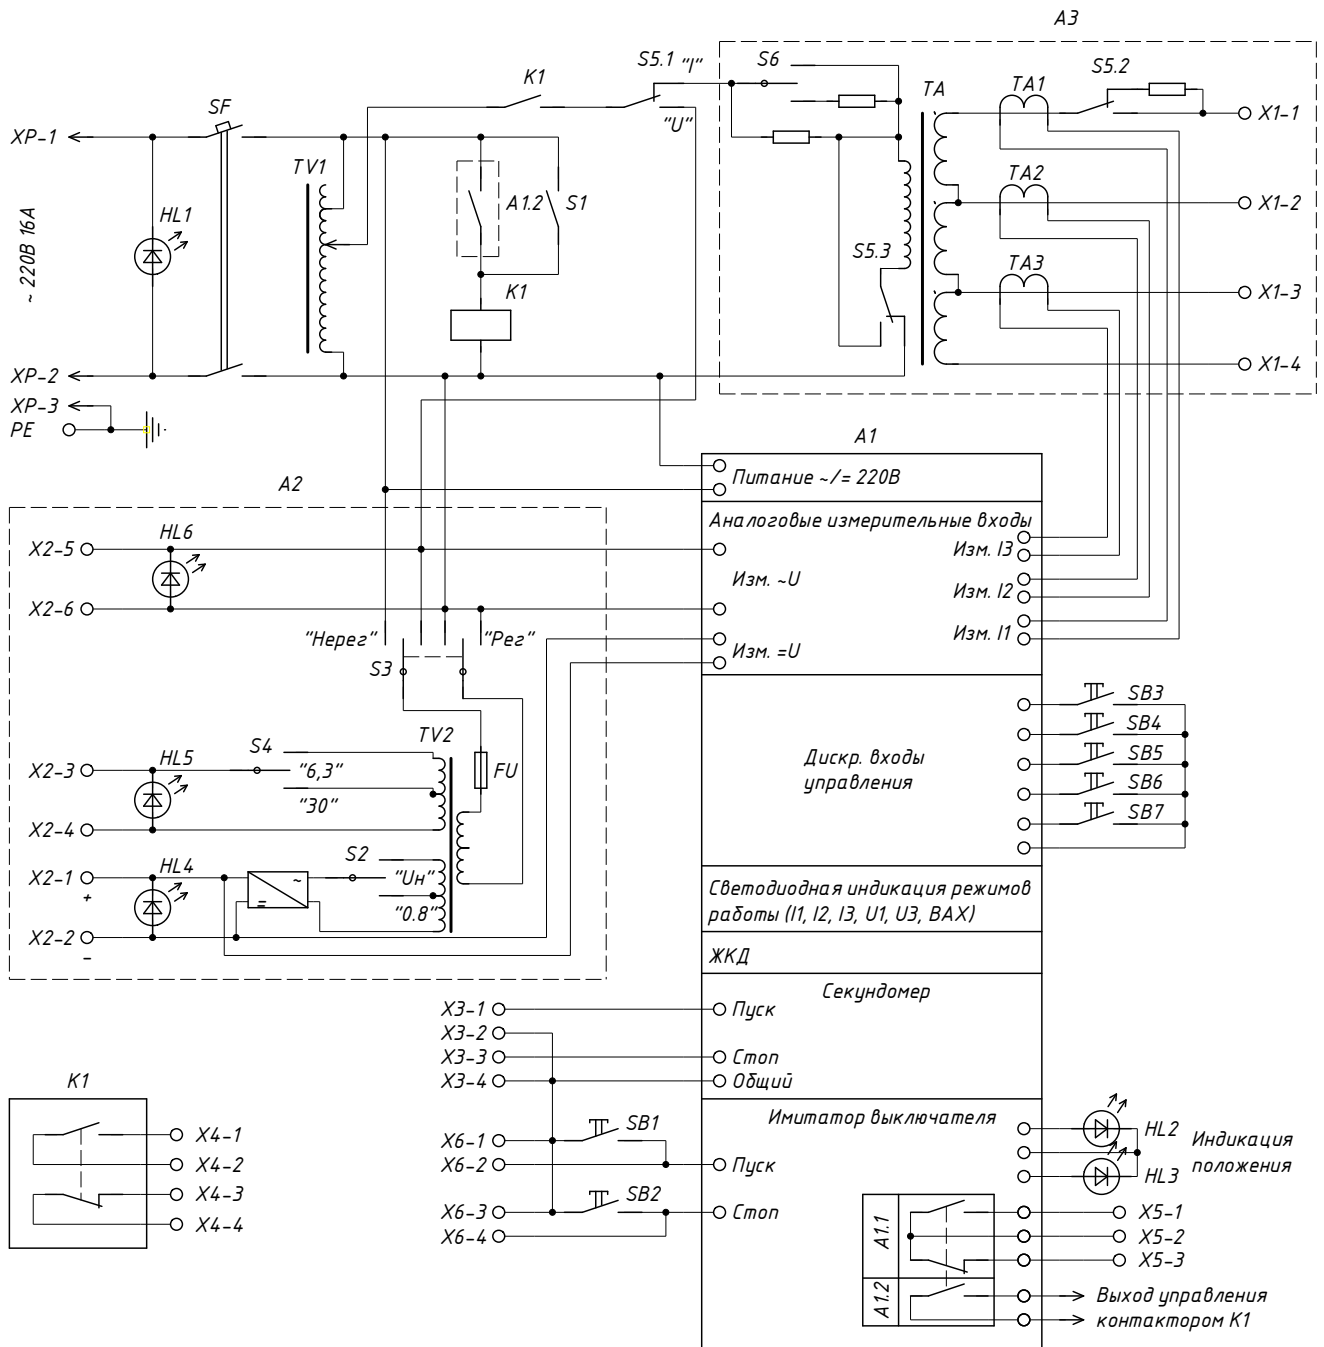 A3
K1
S5.1 "I"
"U"
S6
TA
TA1
S5.2
X1-1
SF
XP-1
TV1
HL1
~ 220В 16А
A1.2
S1
K1
S5.3
TA2
X1-2
TA3
X1-3
X1-4
XP-2
XP-3
PE
A1
Питание ~/= 220В
A2
Аналоговые измерительные входы
HL6
X2-5
X2-6
Изм. ~U
Изм. =U
Изм. I3
Изм. I2
Изм. I1
"Нерег"
"Рег"
S3
TV2
FU
S4
"6,3"
"30"
HL5
X2-3
X2-4
S2
"Uн"
"0.8"
HL4
X2-1
+
X2-2
-
~
=
Дискр. входы
управления
SB3
SB4
SB5
SB6
SB7
Светодиодная индикация режимов
работы (I1, I2, I3, U1, U3, ВАХ)
ЖКД
Секундомер
X3-1
Пуск
X3-2
X3-3
Стоп
X3-4
Общий
K1
X4-1
X4-2
X4-3
X4-4
Имитатор выключателя
X6-1
SB1
X6-2
Пуск
X6-3
SB2
Стоп
X6-4
HL2
HL3
Индикация
положения
A1.1
X5-1
X5-2
X5-3
A1.2
Выход управления
контактором K1